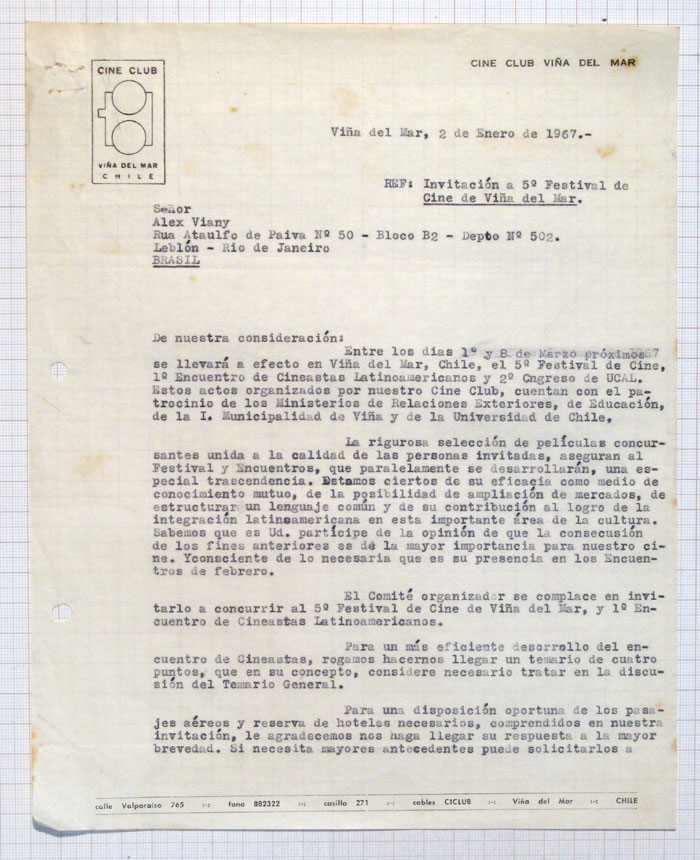 CINE CLUB
VIÑA DEL MAR
CHILE
CINE CLUB VIÑA DEL MAR
Viña del Mar, 2 de Enero de 1967.-
REF: Invitación a 5º Festival de
Cine de Viña del Mar.
Señor
Alex Viany
Rua Ataulfo de Paiva Nº 50 - Bloco B2 - Depto Nº 502.
Leblón - Rio de Janeiro
BRASIL
De nuestra consideración:
Entre los dias 1º y 8 de Marzo próximos
se llevará a efecto en Viña del Mar, Chile, el 5º Festival de Cine,
1º Encuentro de Cineastas Latinoamericanos y 2º Cngreso de UCAL.
Estos actos organizados por nuestro Cine Club, cuentan con el pa-
trocinio de los Ministerios de Relaciones Exteriores, de Educación,
de la I. Municipalidad de Viña y de la Universidad de Chile,
La rigurosa selección de películas concur-
santes unida a la calidad de las personas invitadas, aseguran al
Festival y Encuentros, que paralelamente se desarrollarán, una es-
pecial trascendencia. Estamos ciertos de su eficacia como medio de
conocimiento mutuo, de la posibilidad de ampliación de mercados, de
estructurar un lenguaje común y de su contribución al logro de la
integración latinoamericana en esta importante área de la cultura.
Sabemos que es Ud. partícipe de la opinión de que la consecusión
de los fines anteriores es de la mayor importancia para nuestro ci-
ne. Yconsciente de lo necesaria que es su presencia en los Encuen-
tros de febrero.
El Comité organizador se complace en invi-
tarlo a concurrir al 5º Festival de Cine de Viña del Mar, y 1º En-
cuentro de Cineastas Latinoamericanos.
Para un más eficiente desorrollo del en-
cuentro de Cineastas, rogamos hacernos llegar un temario de cuatro
puntos, que en su concepto, considere necesario tratar en la discu-
sión del Temario General.
Para una disposición oportuna de los pasa-
jes aéreos y reserva de hoteles necesarios, comprendidos en nuestra
invitación, le agradecemos nos haga llegar su respuesta a la mayor
brevedad. Si necesita mayores antecedentes puede solicitarlos a
calle Valparaiso 765 :-: fono 882322 :-: casilla 271 :-: cables CICLUB :-: Viña del Mar :-: CHILE